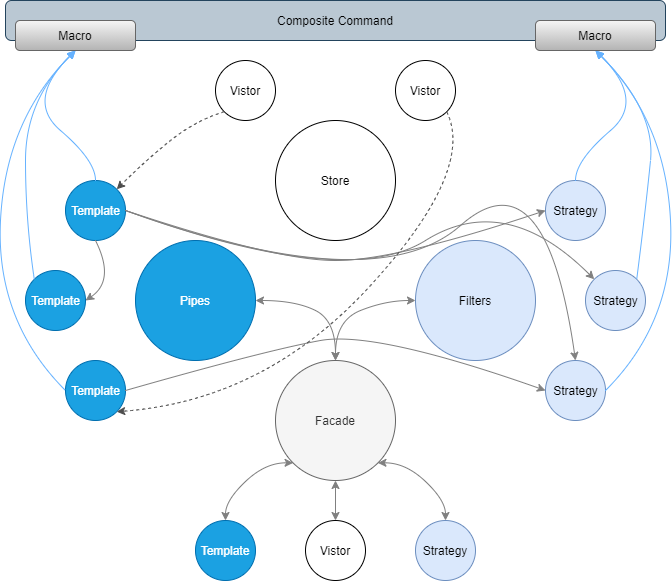 Composite Command
Macro
Macro
Vistor
Vistor
Store
Template
Strategy
Template
Pipes
Filters
Strategy
Template
Strategy
Facade
Template
Vistor
Strategy